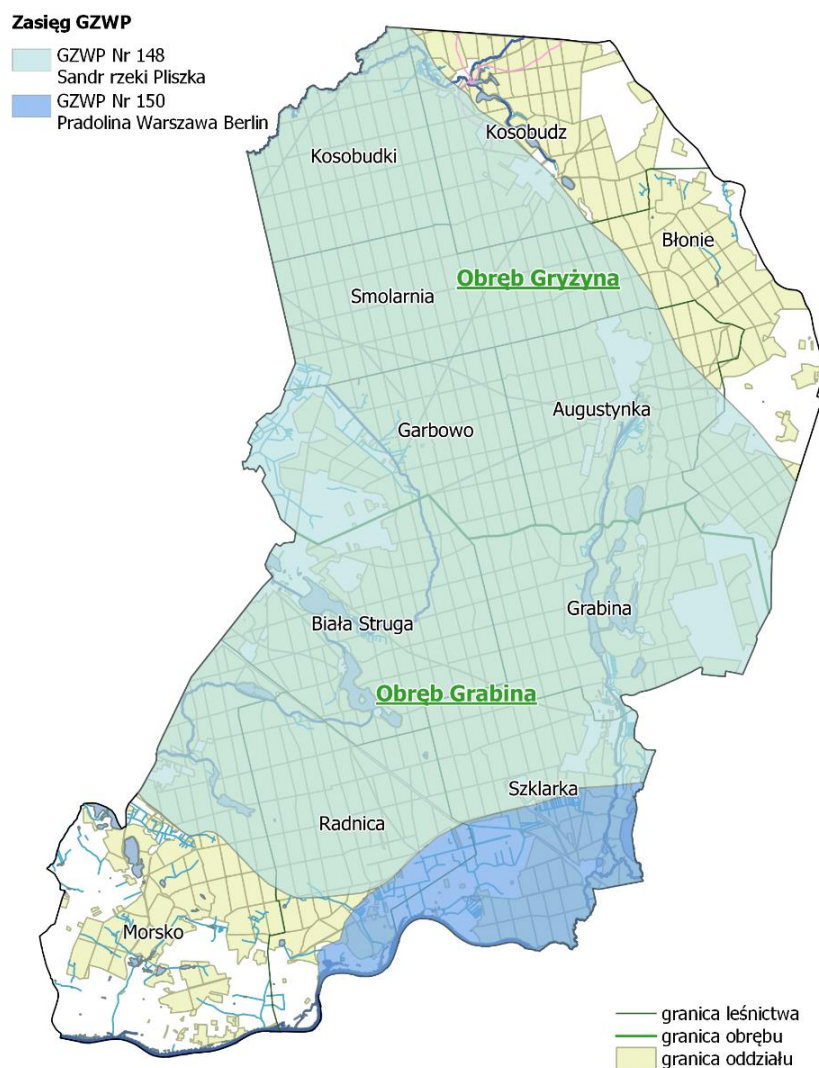 Zasięg GZWP
GZWP Nr 148
Sandr rzeki Pliszka
GZWP Nr 150
Pradolina Warszawa Berlin
Kosobudz
Kosobudki
Błonie
Obręb Gryżyna
Smolarnia
Augustynka
Garbowo
Grabina
Biała Struga
Obręb Grabina
Szklarka
Radnica
Morsko
granica leśnictwa
granica obrębu
granica oddziału